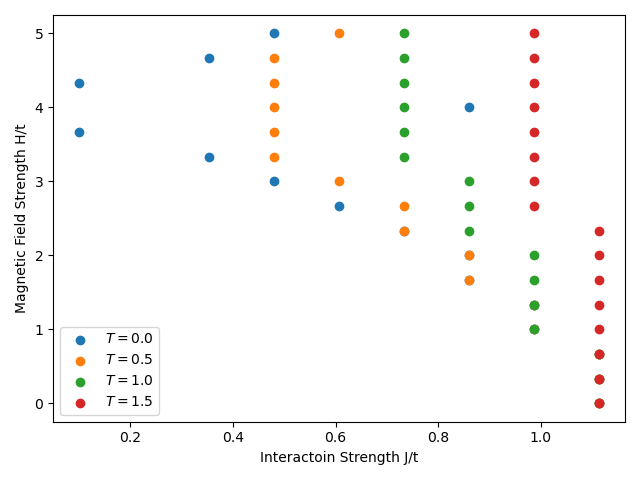 Magnetic Field Strength H/t
5
4
3
2
1
0
T = 0.0
T = 0.5
T = 1.0
T = 1.5
0.2 0.4 0.6 0.8 1.0
Interactoin Strength J/t